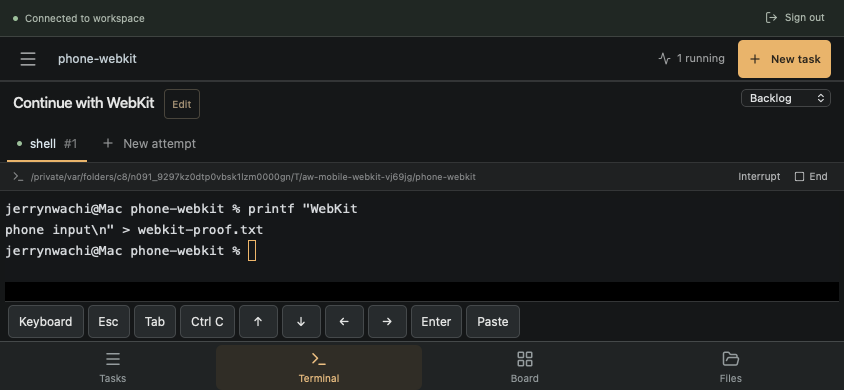 Connected to workspace
Sign out
phone-webkit
1 running
+ New task
Continue with WebKit
Edit
Backlog
shell #1
+ New attempt
/private/var/folders/c8/n091_9297kz0dtp0vbsk1lzm0000gn/T/aw-mobile-webkit-vj69jg/phone-webkit
Interrupt
End
jerrynwachi@Mac phone-webkit % printf "WebKit
phone input\n" > webkit-proof.txt
jerrynwachi@Mac phone-webkit %
Keyboard Esc Tab Ctrl C ↑ ↓ ← → Enter Paste
Tasks
Terminal
Board
Files